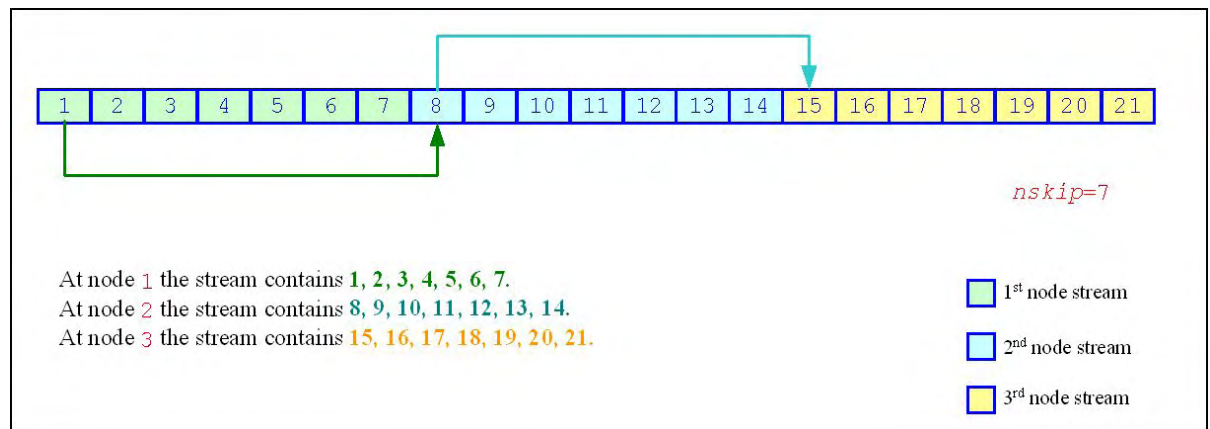 1 2 3 4 5 6 7 8 9 10 11 12 13 14 15 16 17 18 19 20 21
nskip=7
At node 1 the stream contains 1, 2, 3, 4, 5, 6, 7.
At node 2 the stream contains 8, 9, 10, 11, 12, 13, 14.
At node 3 the stream contains 15, 16, 17, 18, 19, 20, 21.
1st node stream
2nd node stream
3rd node stream